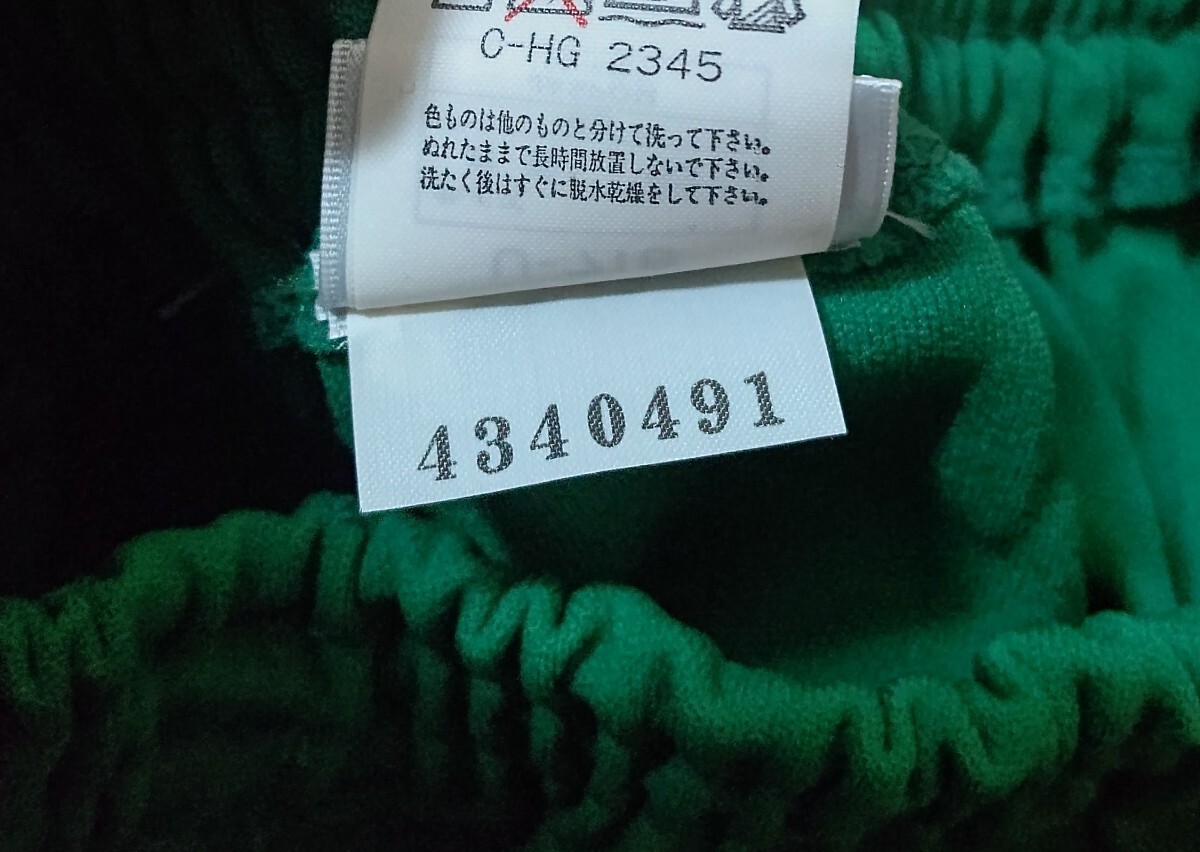 C-HG 2345
色ものは他のものと分けて洗って下さい。
ぬれたままで長時間放置しないで下さい。
洗たく後はすぐに脱水乾燥をして下さい。
4340491